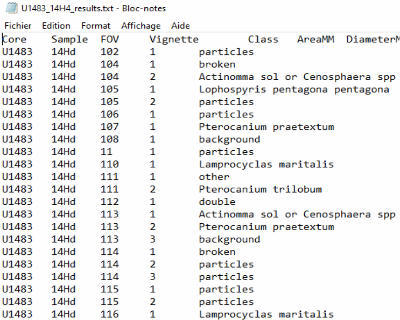 U1483_14H4_results.txt - Bloc-notes
Fichier Edition Format Affichage Aide
Core Sample FOV Vignette Class AreaMM
U1483 14Hd 102 1 particles
U1483 14Hd 104 1 broken
U1483 14Hd 104 2 Actinomma sol or Cenosphaera spp
U1483 14Hd 105 1 Lophospyris pentagona pentagona
U1483 14Hd 105 2 particles
U1483 14Hd 106 1 particles
U1483 14Hd 107 1 Pterocanium praetextum
U1483 14Hd 108 1 background
U1483 14Hd 11 1 particles
U1483 14Hd 110 1 Lamprocyclas maritalis
U1483 14Hd 111 1 other
U1483 14Hd 111 2 Pterocanium trilobum
U1483 14Hd 112 1 double
U1483 14Hd 113 1 Actinomma sol or Cenosphaera spp
U1483 14Hd 113 2 Pterocanium praetextum
U1483 14Hd 113 3 background
U1483 14Hd 114 1 broken
U1483 14Hd 114 2 particles
U1483 14Hd 114 3 particles
U1483 14Hd 115 1 particles
U1483 14Hd 115 2 particles
U1483 14Hd 116 1 Lamprocyclas maritalis